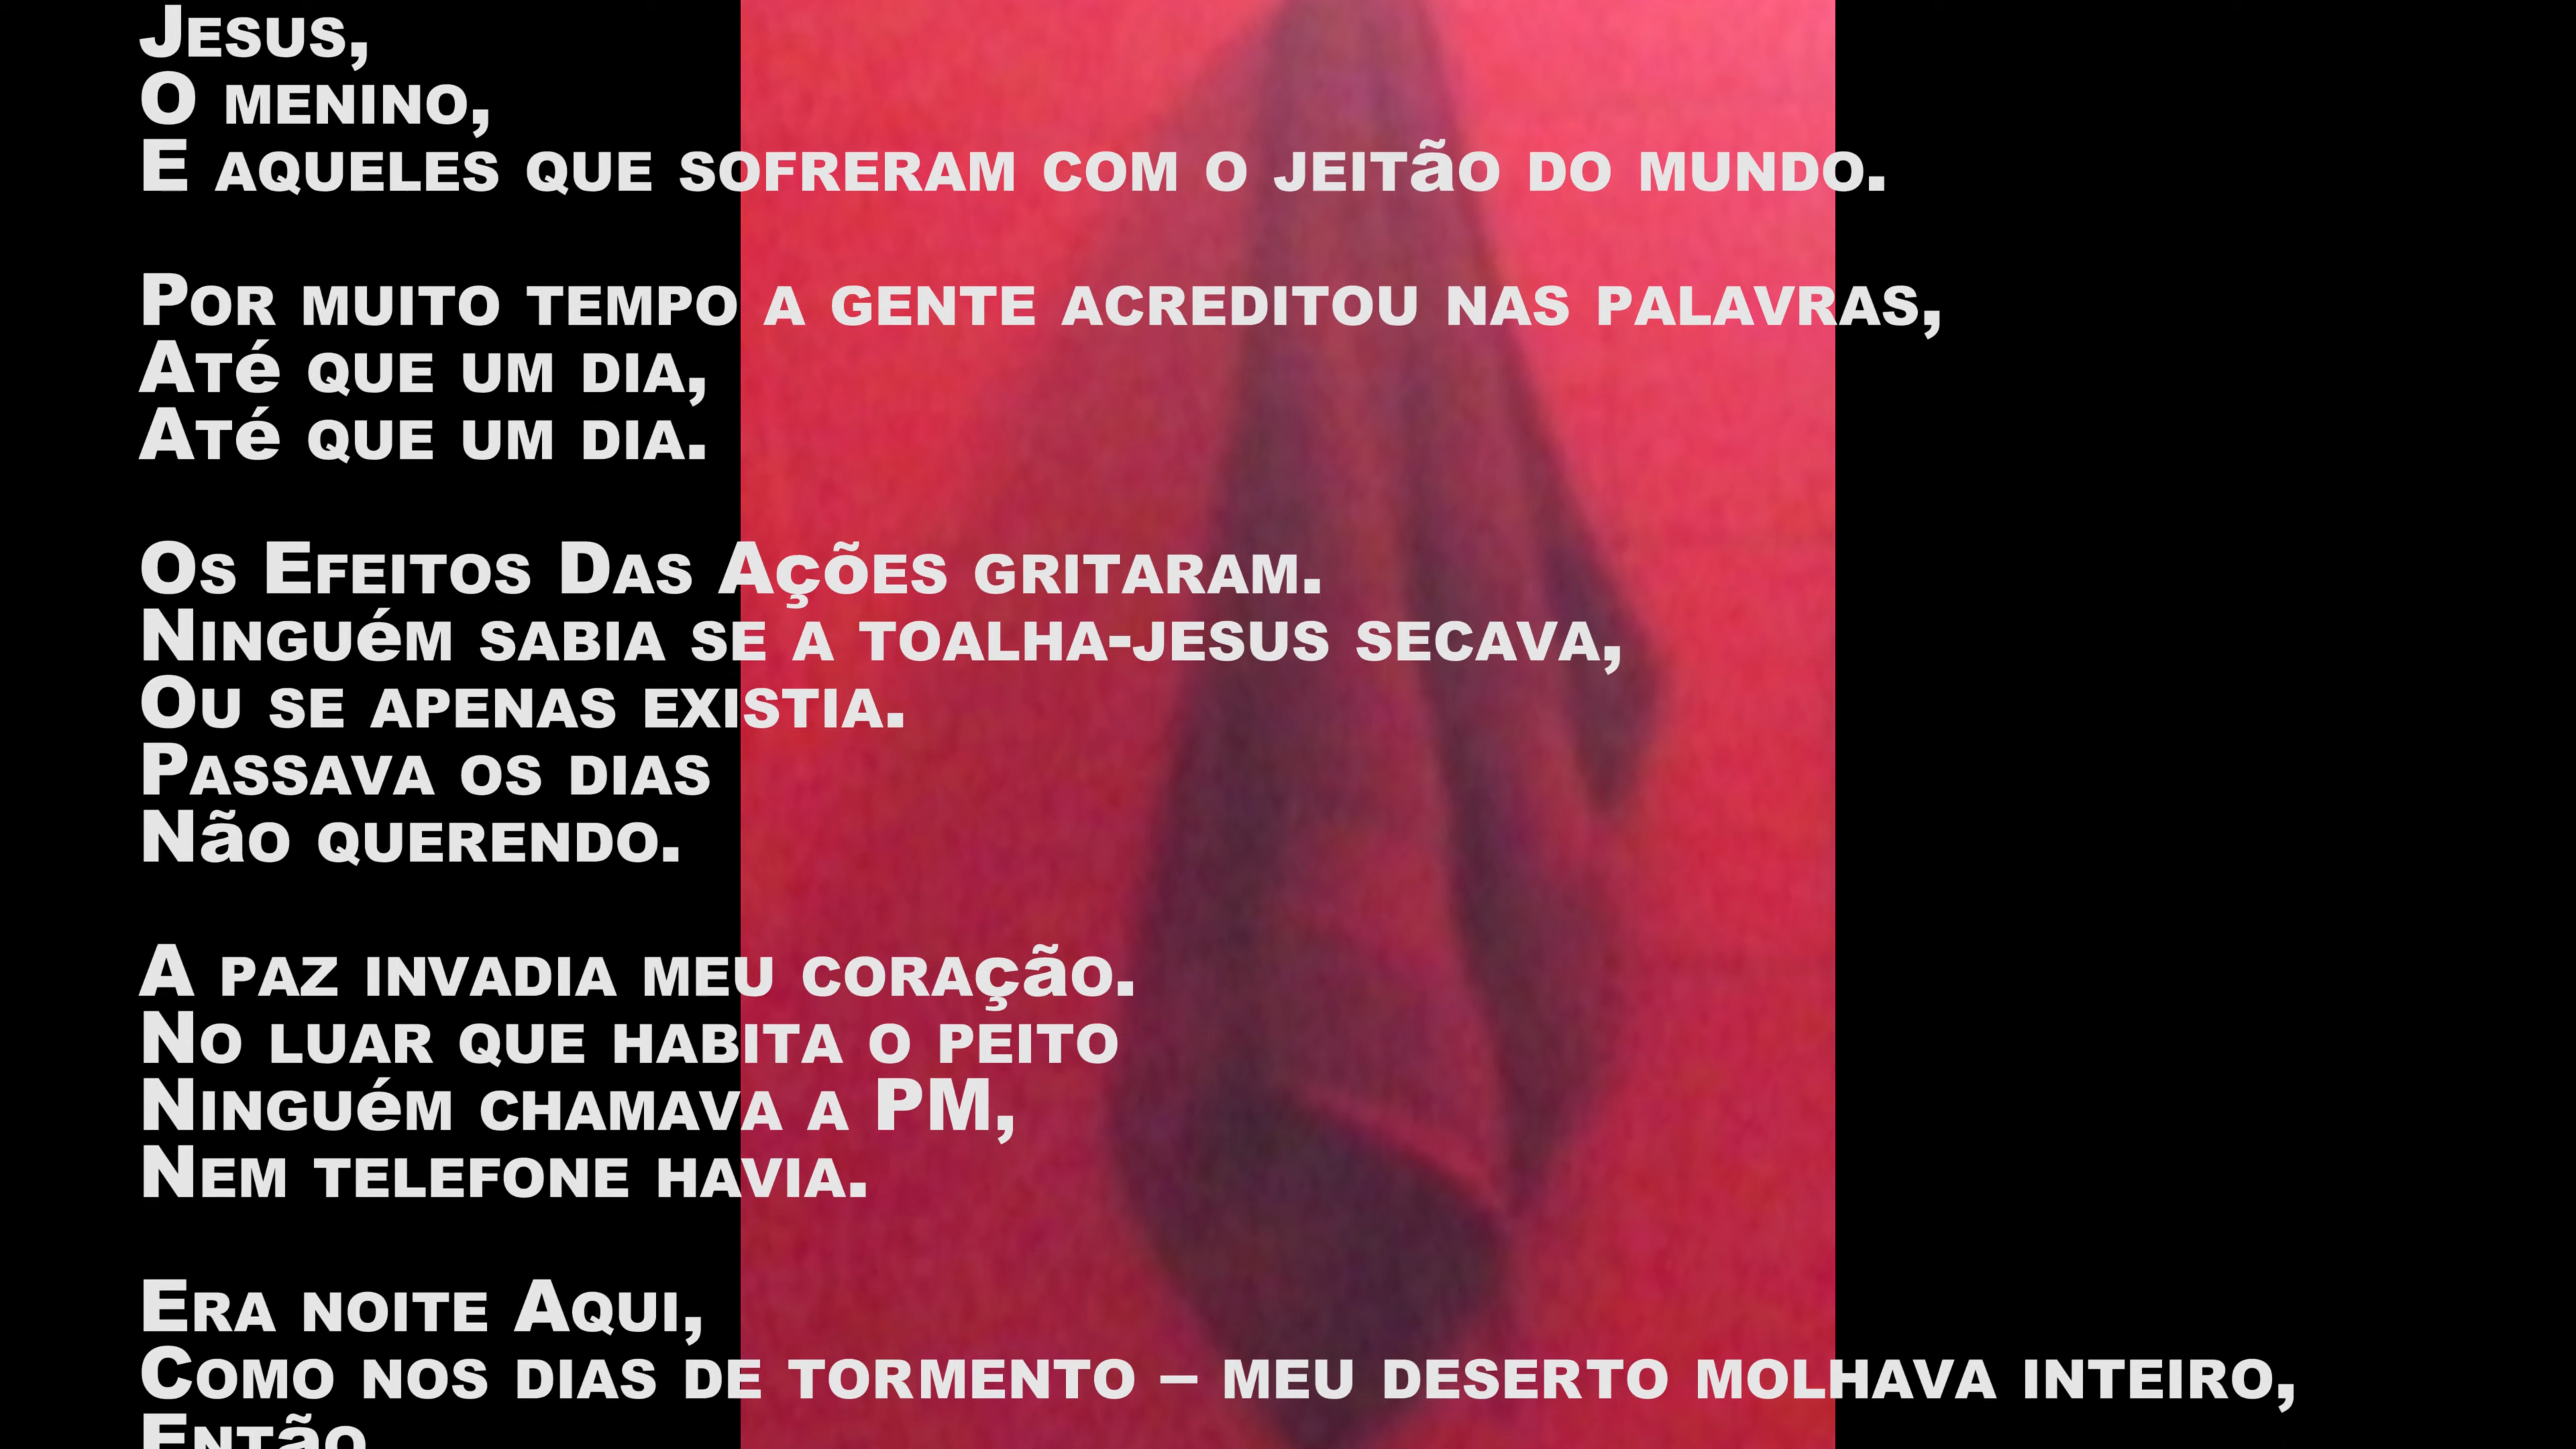 Jesus,
O menino,
E aqueles que sofreram com o jeitão do mundo.
Por muito tempo a gente acreditou nas palavras,
Até que um dia,
Até que um dia.
Os Efeitos Das Ações gritaram.
Ninguém sabia se a toalha-jesus secava,
Ou se apenas existia.
Passava os dias
Não querendo.
A paz invadia meu coração.
No luar que habita o peito
Ninguém chamava a PM,
Nem telefone havia.
Era noite Aqui,
Como nos dias de tormento – meu deserto molhava inteiro,
Então